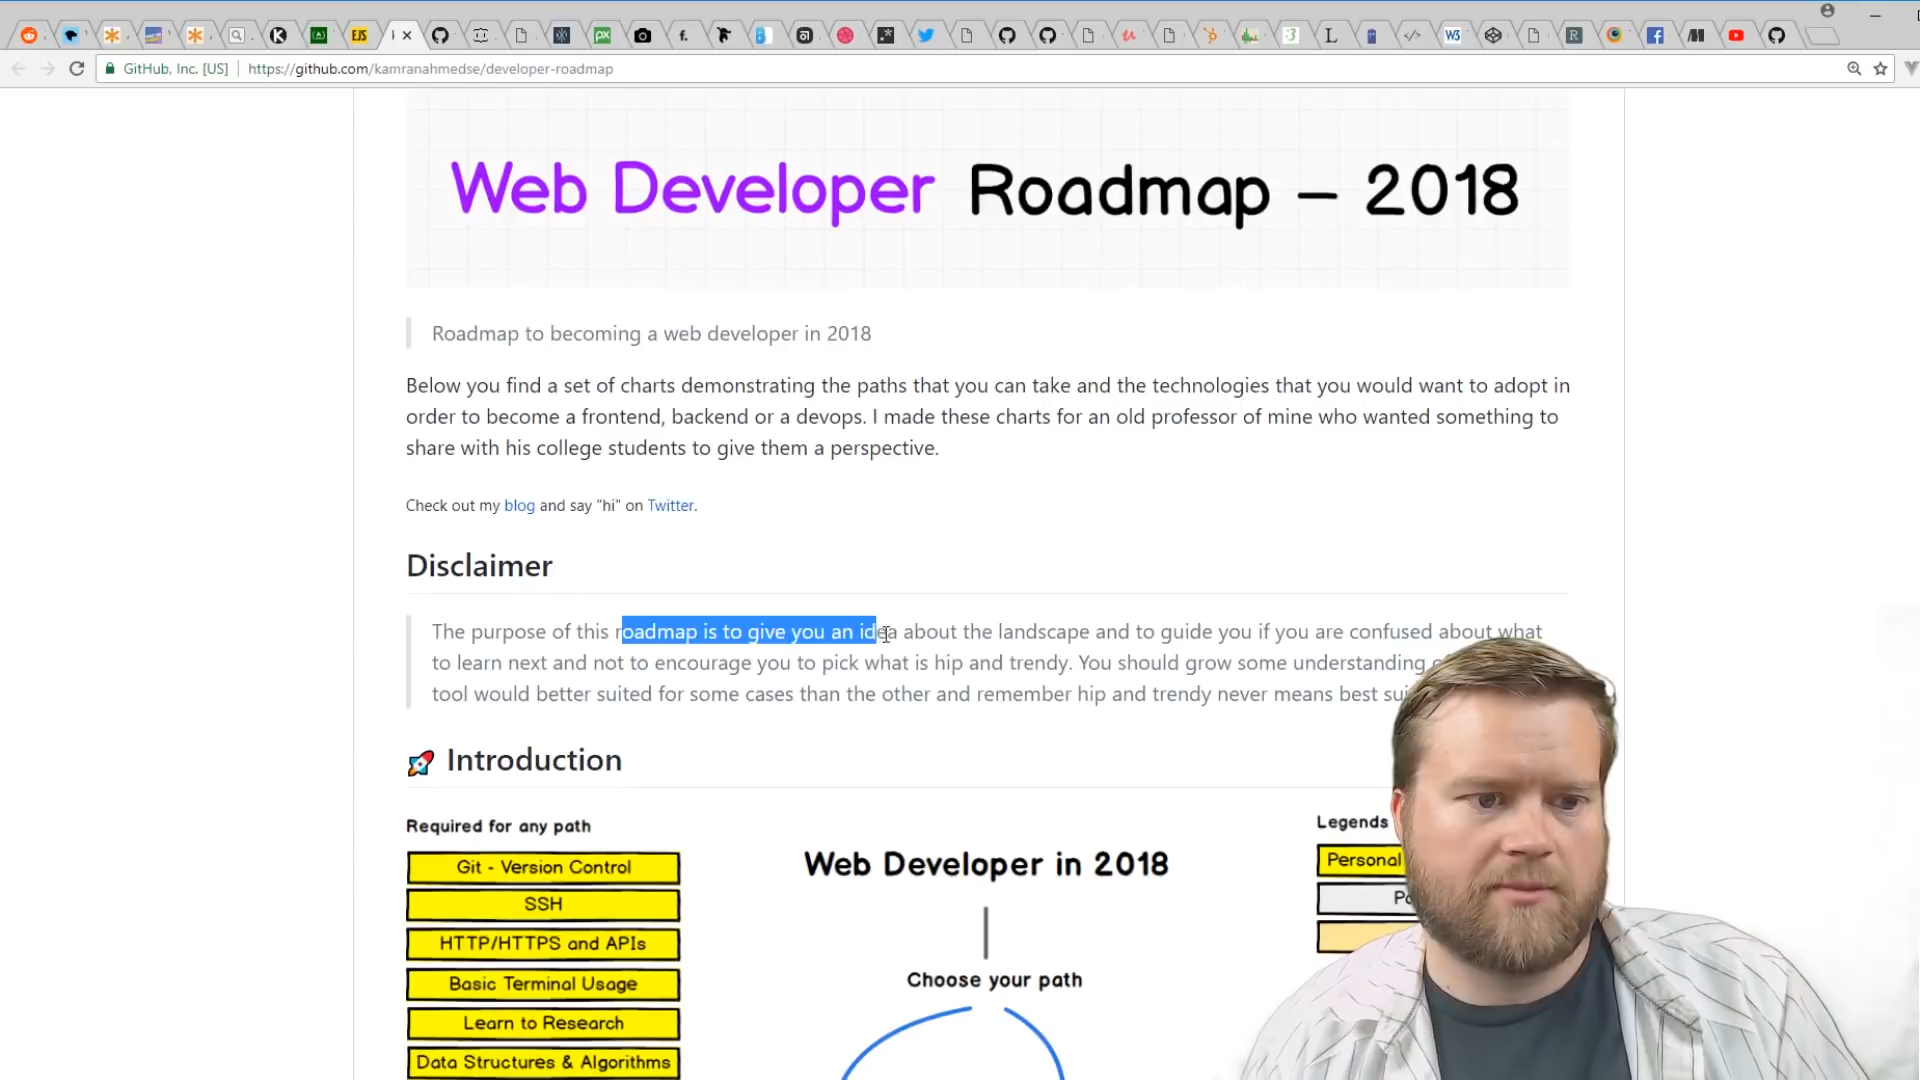 GitHub, Inc. [US] https://github.com/kamranahmedse/developer-roadmap
Web Developer Roadmap – 2018
Roadmap to becoming a web developer in 2018
Below you find a set of charts demonstrating the paths that you can take and the technologies that you would want to adopt in
order to become a frontend, backend or a devops. I made these charts for an old professor of mine who wanted something to
share with his college students to give them a perspective.
Check out my blog and say "hi" on Twitter.
Disclaimer
The purpose of this roadmap is to give you an idea about the landscape and to guide you if you are confused about what
to learn next and not to encourage you to pick what is hip and trendy. You should grow some understanding
tool would better suited for some cases than the other and remember hip and trendy never means best
Introduction
Required for any path
Git - Version Control
SSH
HTTP/HTTPS and APIs
Basic Terminal Usage
Learn to Research
Data Structures & Algorithms
Web Developer in 2018
Choose your path
Legends
Personal